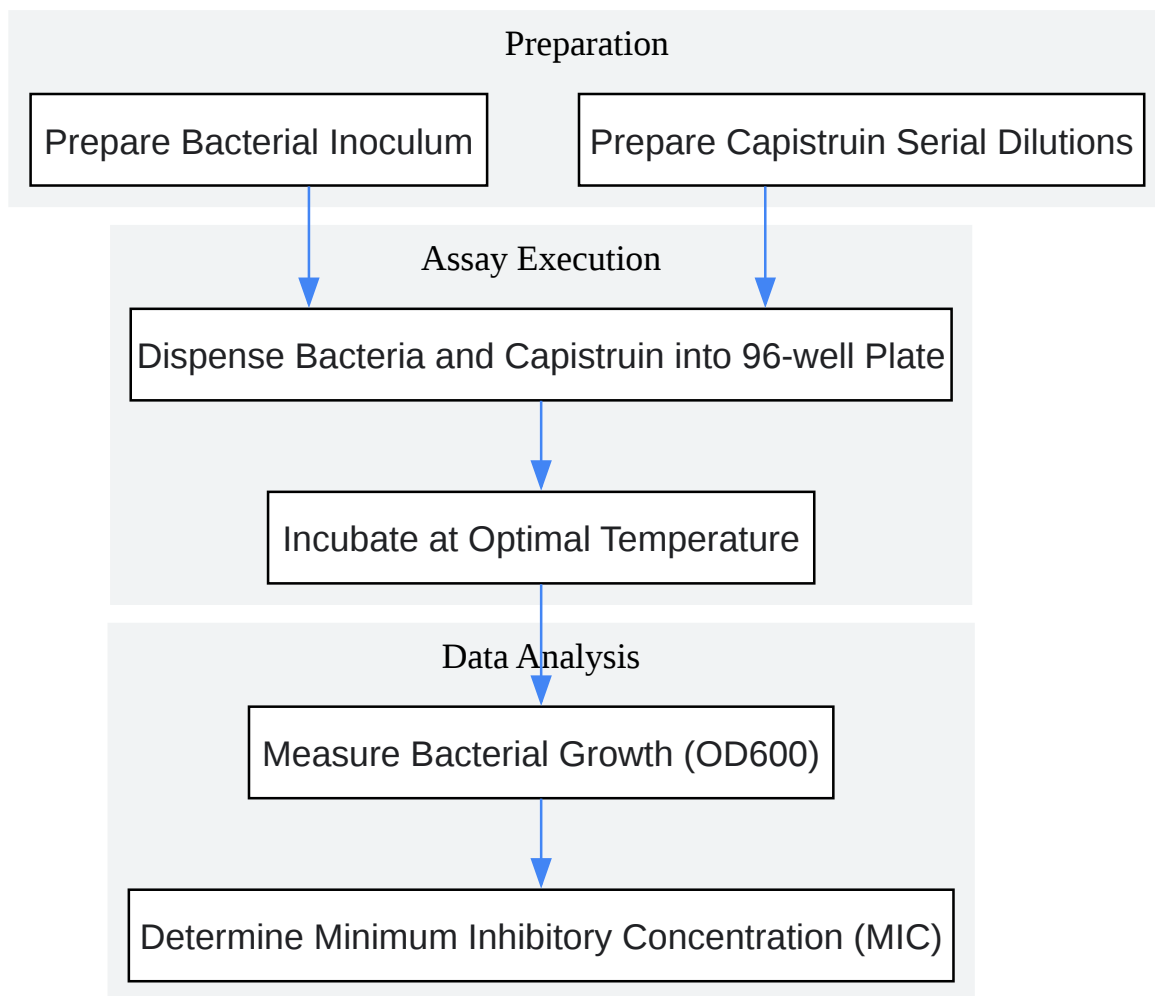 Preparation
Prepare Bacterial Inoculum
Prepare Capistruin Serial Dilutions
Assay Execution
Dispense Bacteria and Capistruin into 96-well Plate
Incubate at Optimal Temperature
Data Analysis
Measure Bacterial Growth (OD600)
Determine Minimum Inhibitory Concentration (MIC)